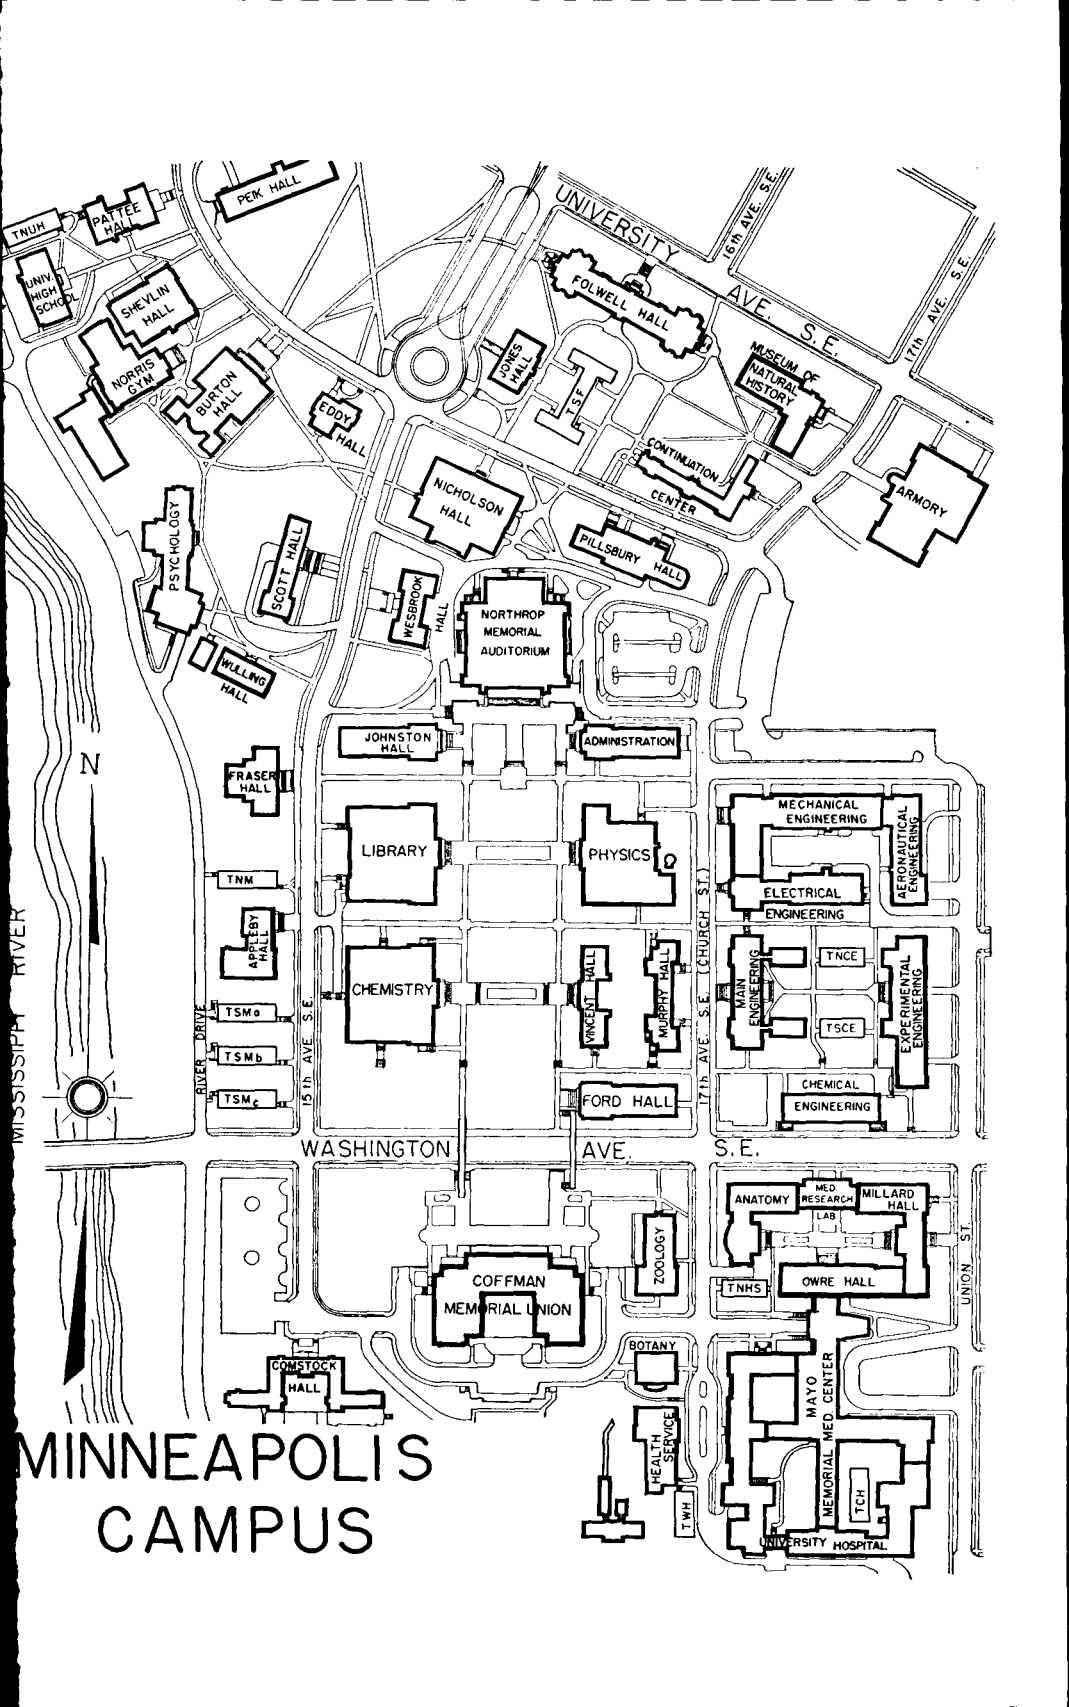 PEIK HALL
PATTEE
HALL
TNUH
UNIV.
HIGH
SCHOOL
SHEVLIN
HALL
NORRIS
GYM
BURTON
HALL
EDDY
HALL
UNIVERSITY AVE. S.E.
16th AVE. S.E.
17th AVE. S.E.
FOLWELL HALL
JONES
HALL
TSF
MUSEUM OF
NATURAL
HISTORY
CONTINUATION
CENTER
ARMORY
NICHOLSON
HALL
PILLSBURY HALL
PSYCHOLOGY
SCOTT HALL
WESBROOK
HALL
NORTHROP
MEMORIAL
AUDITORIUM
WULLING
HALL
JOHNSTON
HALL
ADMINISTRATION
N
FRASER
HALL
LIBRARY
PHYSICS
MECHANICAL
ENGINEERING
AERONAUTICAL
ENGINEERING
ELECTRICAL
ENGINEERING
TNM
APPLEBY
HALL
MISSISSIPPI RIVER
CHEMISTRY
VINCENT HALL
MURPHY HALL
17th AVE. S.E. (CHURCH ST.)
MAIN
ENGINEERING
TNCE
TSCE
EXPERIMENTAL
ENGINEERING
TSMa
TSMb
TSMc
RIVER DRIVE
15th AVE S.E.
FORD HALL
CHEMICAL
ENGINEERING
WASHINGTON AVE. S.E.
ANATOMY
MED.
RESEARCH
LAB
MILLARD
HALL
ZOOLOGY
TNHS
OWRE HALL
UNION ST.
COFFMAN
MEMORIAL UNION
BOTANY
COMSTOCK
HALL
MAYO
MEMORIAL MED. CENTER
HEALTH
SERVICE
TWH
TCH
UNIVERSITY HOSPITAL
MINNEAPOLIS
CAMPUS